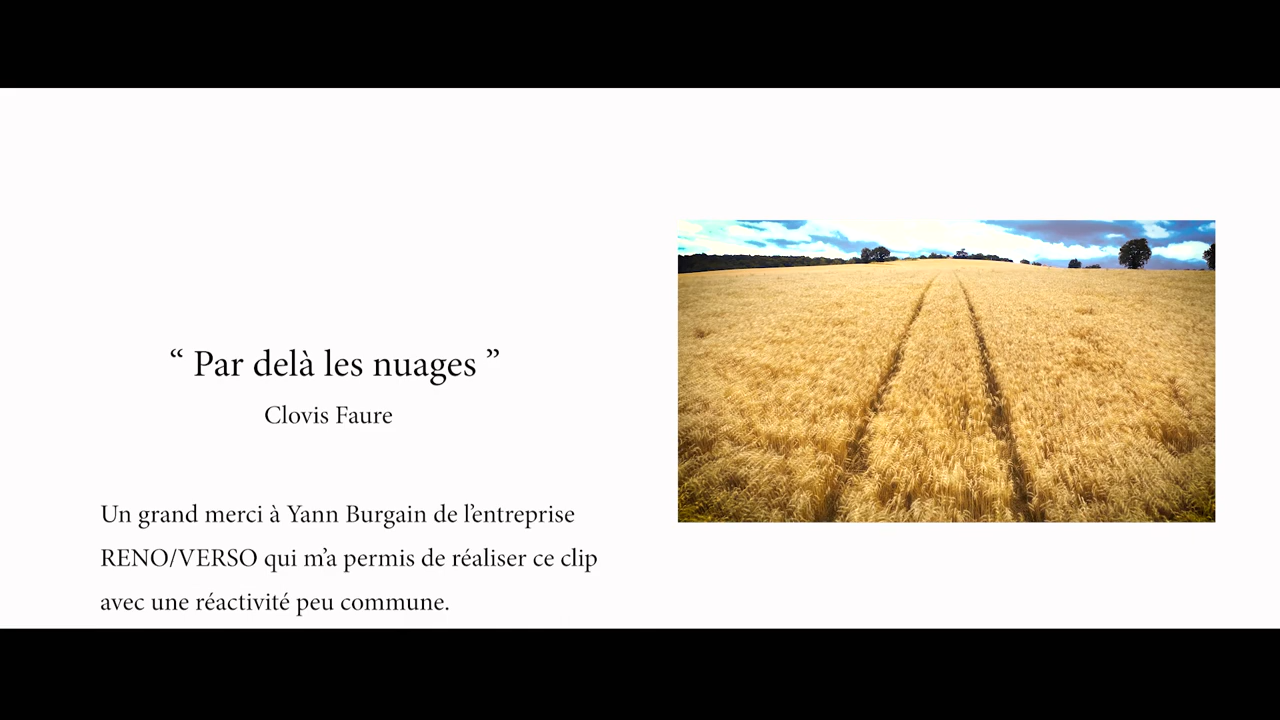 “ Par delà les nuages ”
Clovis Faure
Un grand merci à Yann Burgain de l’entreprise
RENO/VERSO qui m’a permis de réaliser ce clip
avec une réactivité peu commune.